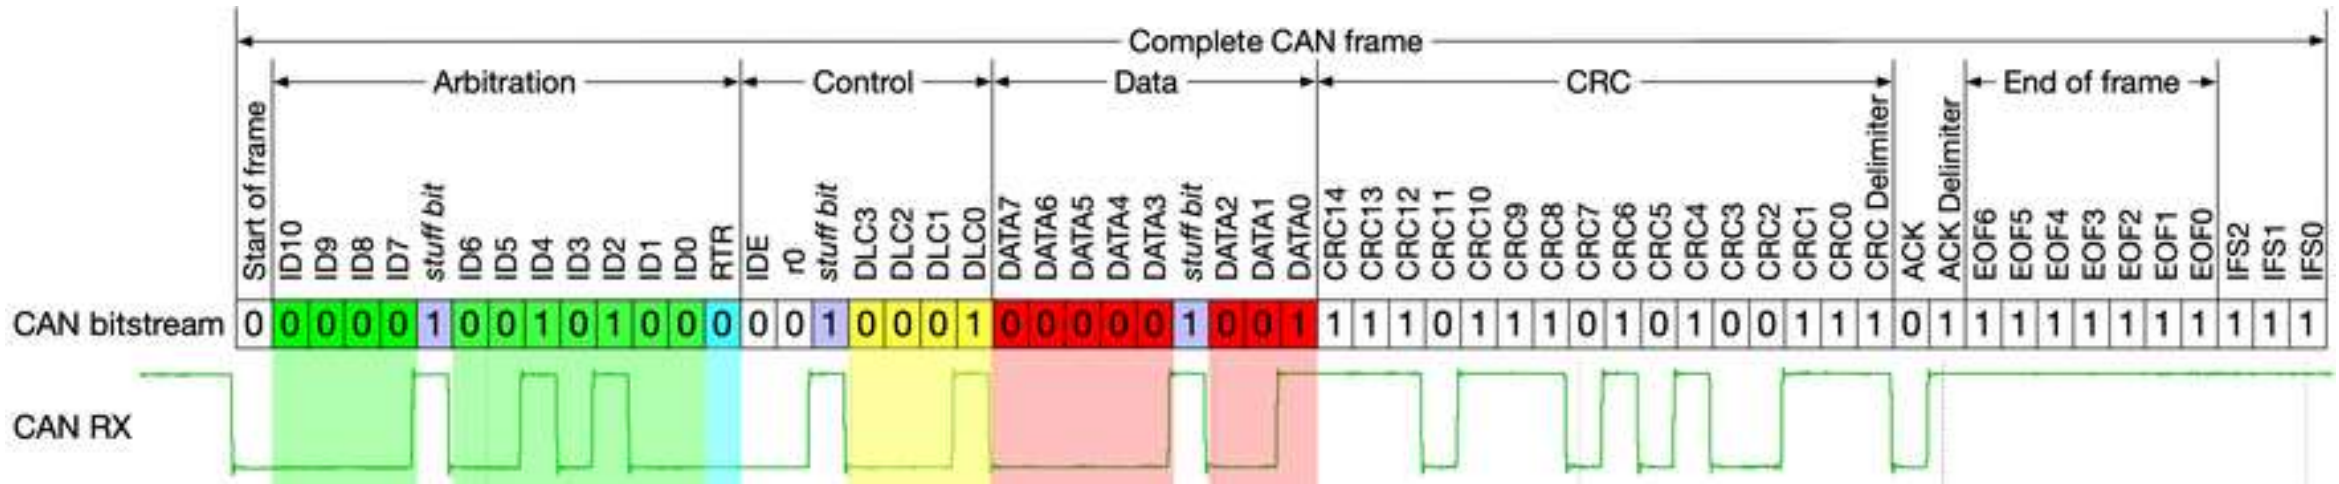 Complete CAN frame
Arbitration Control Data CRC End of frame
Start of frame ID10 ID9 ID8 ID7 stuff bit ID6 ID5 ID4 ID3 ID2 ID1 ID0 RTR IDE r0 stuff bit DLC3 DLC2 DLC1 DLC0 DATA7 DATA6 DATA5 DATA4 DATA3 stuff bit DATA2 DATA1 DATA0 CRC14 CRC13 CRC12 CRC11 CRC10 CRC9 CRC8 CRC7 CRC6 CRC5 CRC4 CRC3 CRC2 CRC1 CRC0 CRC Delimiter ACK ACK Delimiter EOF6 EOF5 EOF4 EOF3 EOF2 EOF1 EOF0 IFS2 IFS1 IFS0
CAN bitstream 0 0 0 0 0 1 0 0 1 0 1 0 0 0 0 0 1 0 0 0 1 0 0 0 0 0 1 0 0 1 1 1 1 0 1 1 1 0 1 0 1 0 0 1 1 1 0 1 1 1 1 1 1 1 1 1 1 1
CAN RX